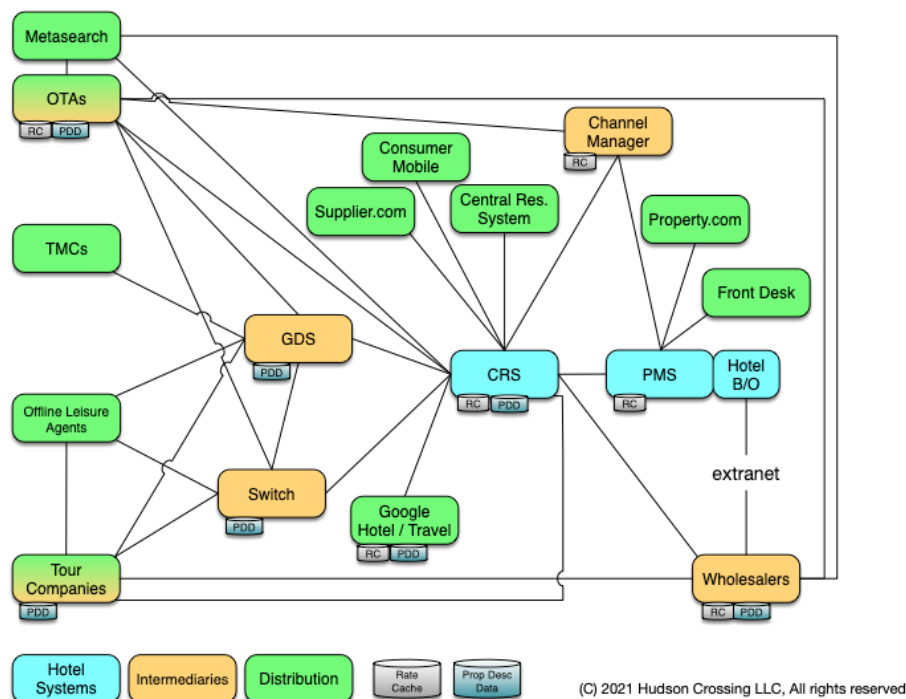 Metasearch
OTAs
RC PDD
Channel
Manager
RC
Consumer
Mobile
Supplier.com
Central Res.
System
Property.com
TMCs
Front Desk
GDS
PDD
CRS
RC PDD
PMS
RC
Hotel
B/O
Offline Leisure
Agents
extranet
Switch
PDD
Google
Hotel / Travel
RC PDD
Tour
Companies
PDD
Wholesalers
RC PDD
Hotel
Systems
Intermediaries
Distribution
Rate
Cache
Prop Desc
Data
(C) 2021 Hudson Crossing LLC, All rights reserved